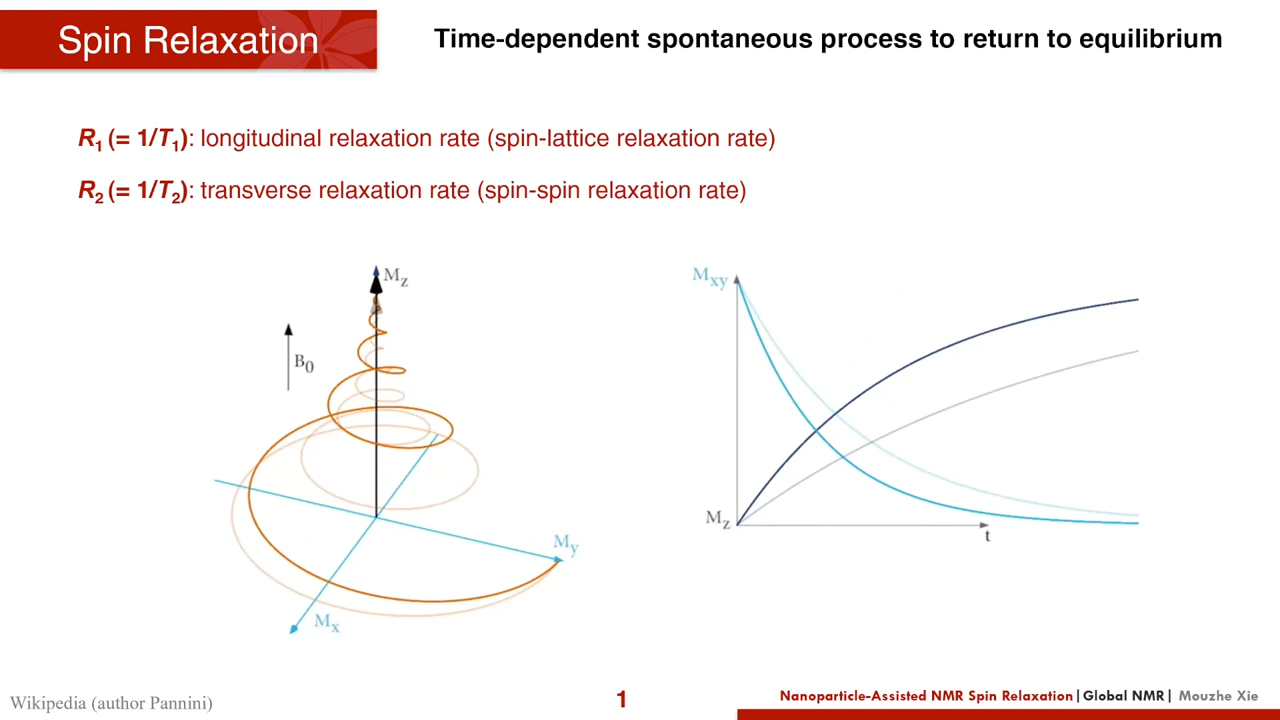 Spin Relaxation
Time-dependent spontaneous process to return to equilibrium
R1 (= 1/T1): longitudinal relaxation rate (spin-lattice relaxation rate)
R2 (= 1/T2): transverse relaxation rate (spin-spin relaxation rate)
Mz
B0
My
Mx
Mxy
Mz
t
Wikipedia (author Pannini)
1
Nanoparticle-Assisted NMR Spin Relaxation|Global NMR| Mouzhe Xie